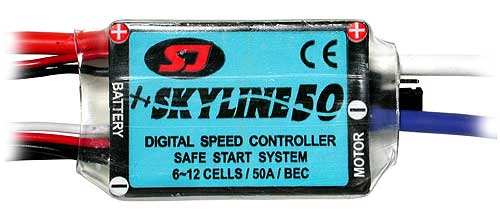 SJ CE
SKYLINE50
DIGITAL SPEED CONTROLLER
SAFE START SYSTEM
6~12 CELLS / 50A / BEC
BATTERY
MOTOR